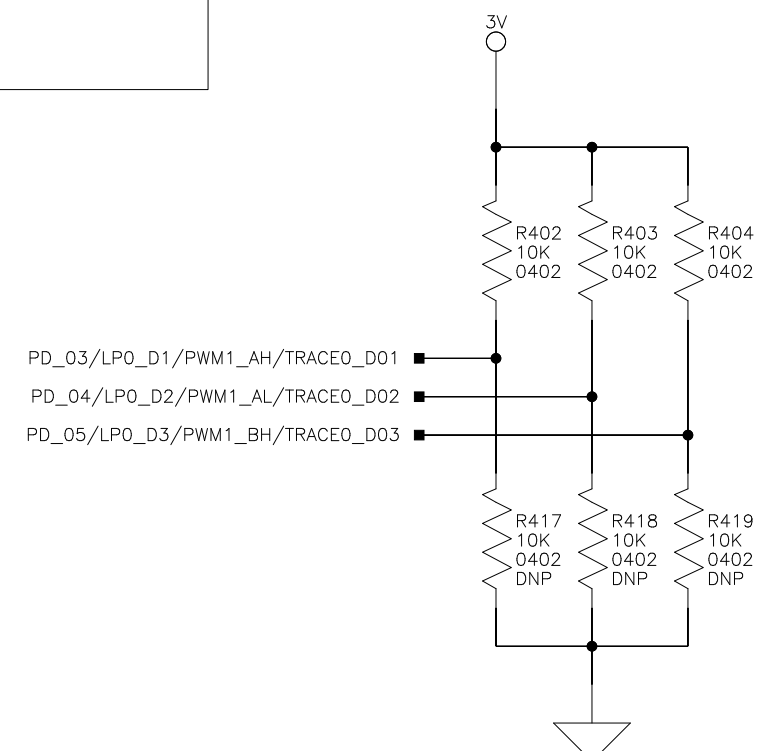 3V
R402
10K
0402
R403
10K
0402
R404
10K
0402
PD_03/LP0_D1/PWM1_AH/TRACE0_D01
PD_04/LP0_D2/PWM1_AL/TRACE0_D02
PD_05/LP0_D3/PWM1_BH/TRACE0_D03
R417
10K
0402
DNP
R418
10K
0402
DNP
R419
10K
0402
DNP